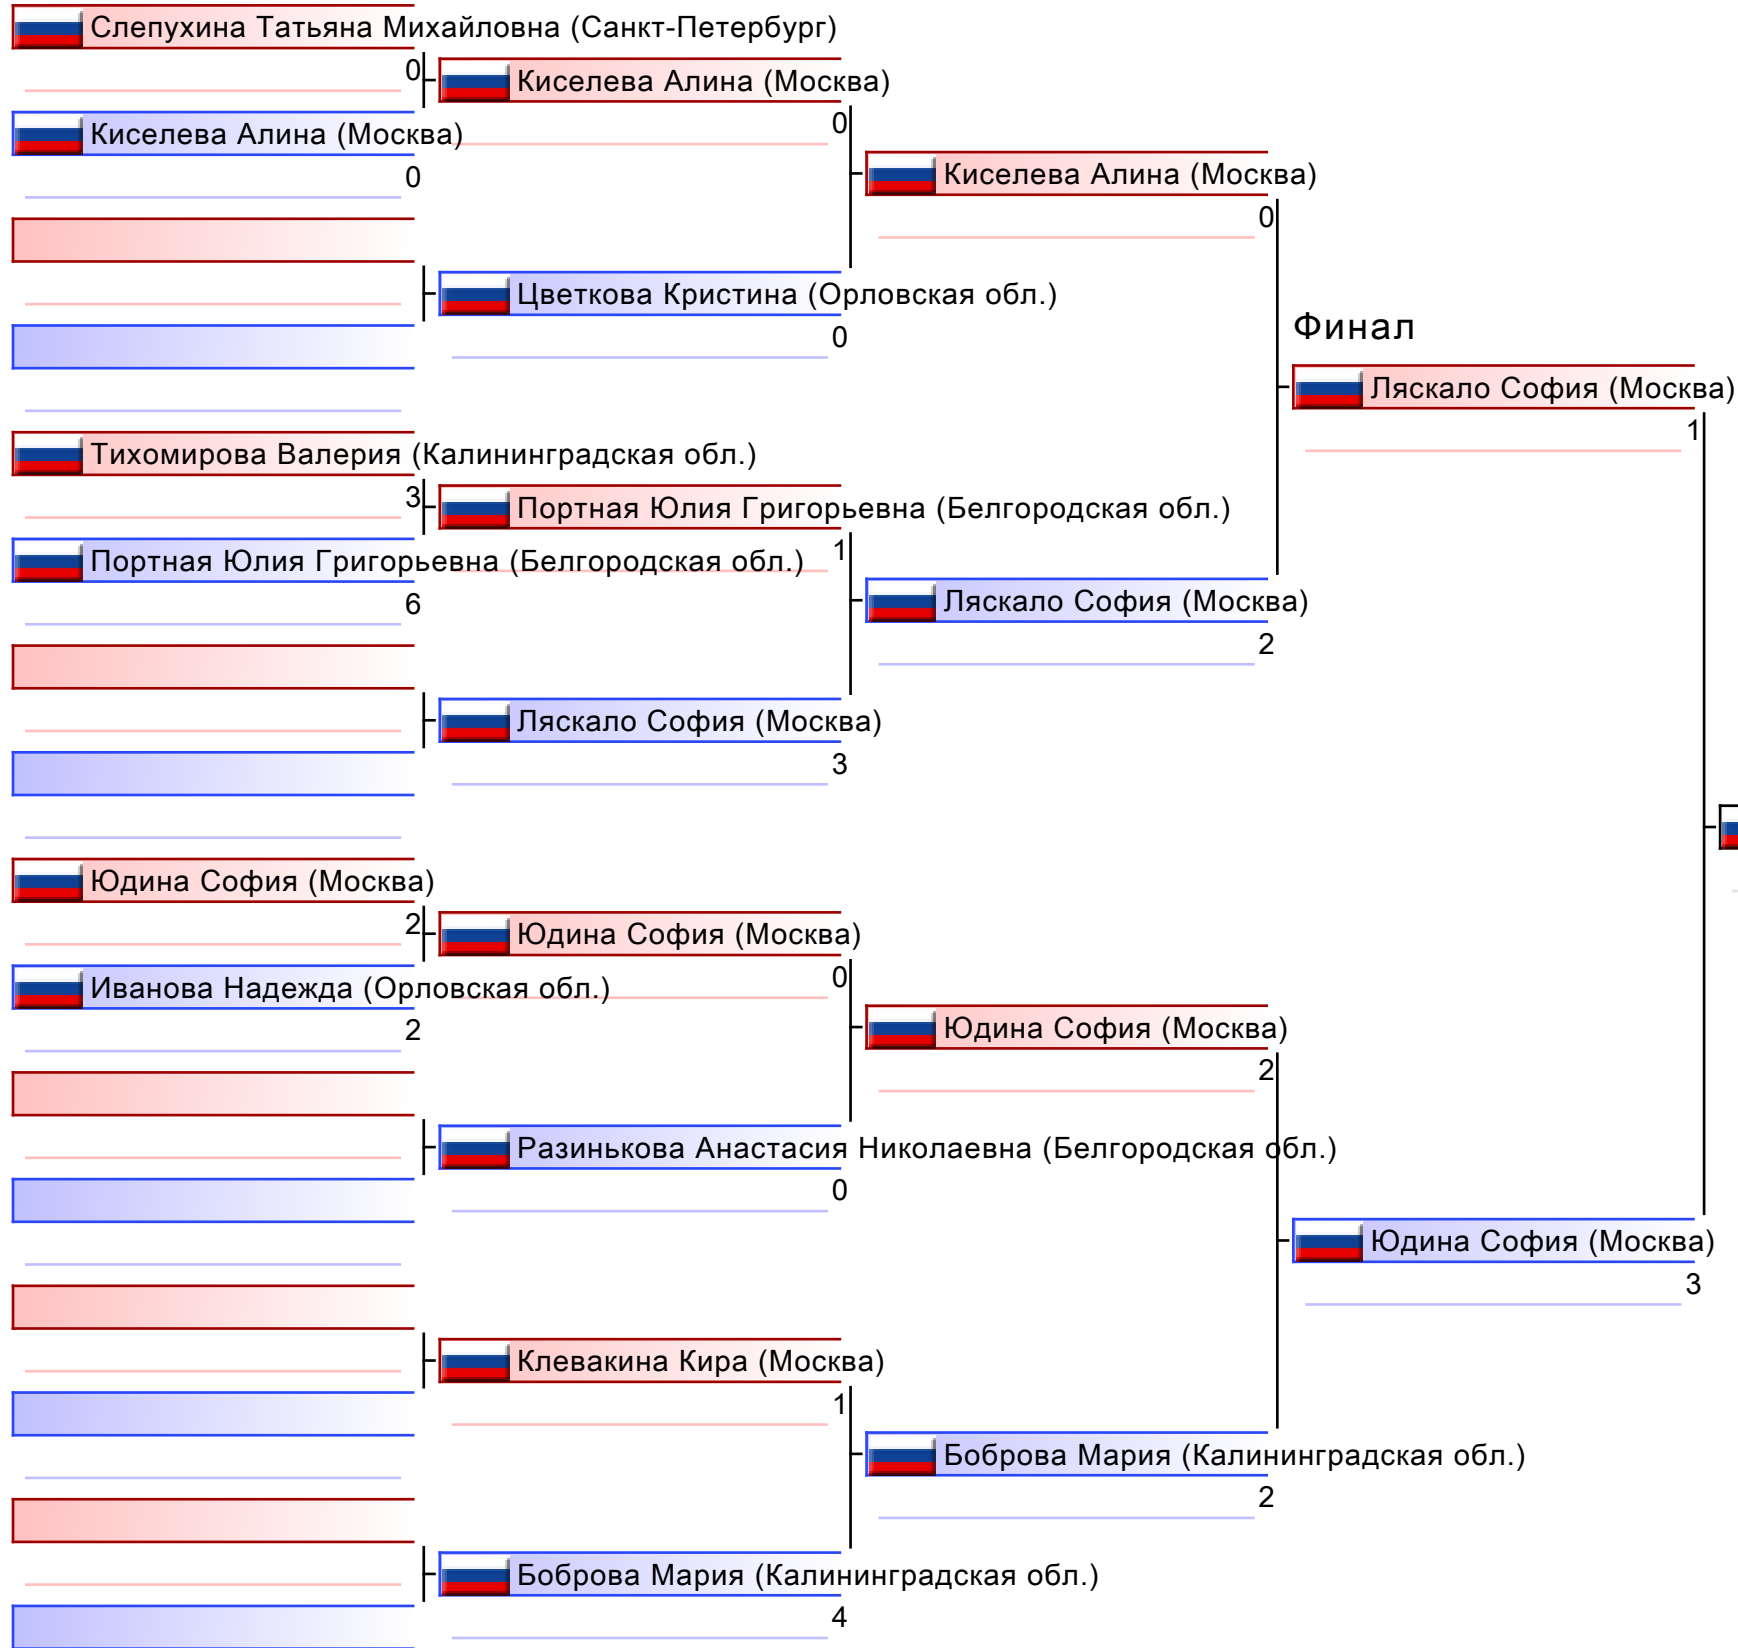 Слепухина Татьяна Михайловна (Санкт-Петербург)
0
Киселева Алина (Москва)
0
Киселева Алина (Москва)
0
Киселева Алина (Москва)
0
Цветкова Кристина (Орловская обл.)
0
Финал
Ляскало София (Москва)
1
Тихомирова Валерия (Калининградская обл.)
3
Портная Юлия Григорьевна (Белгородская обл.)
1
Портная Юлия Григорьевна (Белгородская обл.)
6
Ляскало София (Москва)
2
Ляскало София (Москва)
3
Юдина София (Москва)
2
Юдина София (Москва)
0
Иванова Надежда (Орловская обл.)
2
Юдина София (Москва)
2
Разинькова Анастасия Николаевна (Белгородская обл.)
0
Юдина София (Москва)
3
Клевакина Кира (Москва)
1
Боброва Мария (Калининградская обл.)
2
Боброва Мария (Калининградская обл.)
4